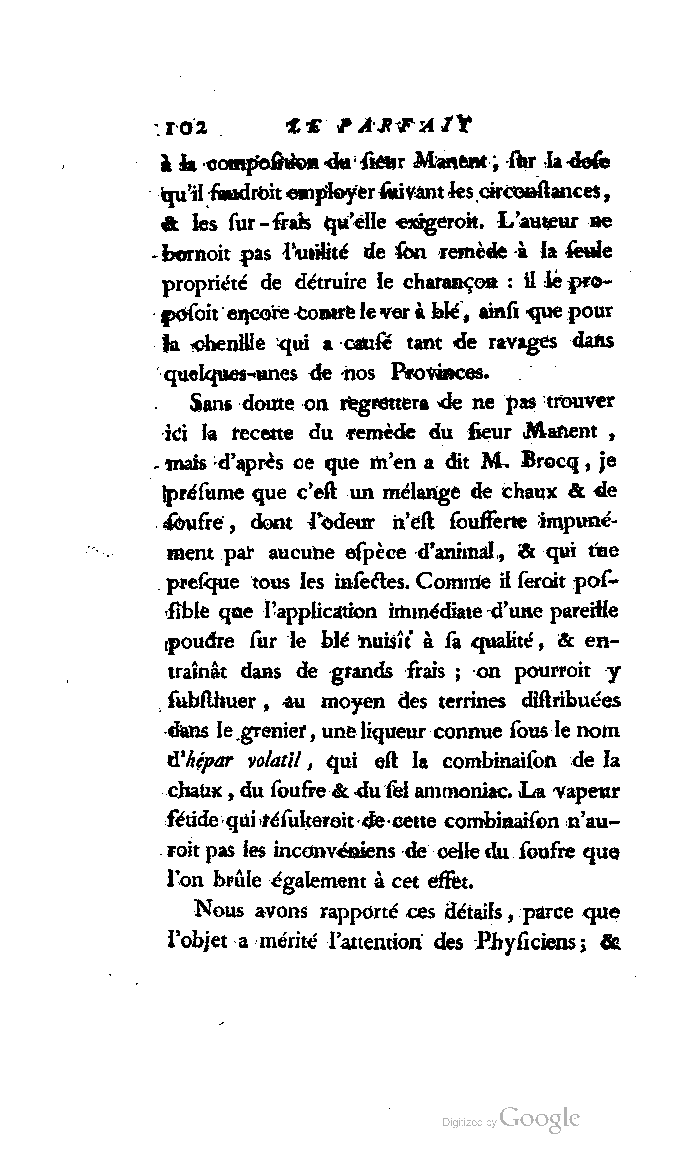 102 LE PARFAIT
à la compoſition du ſieur Manent, ſur la doſe
qu'il faudroit employer ſuivant les circonſtances,
& les ſur-frais qu'elle exigeroit. L'auteur ne
bornoit pas l'utilité de ſon remède à la ſeule
propriété de détruire le charançon : il le pro-
poſoit encore contre le ver à blé, ainſi que pour
la chenille qui a cauſé tant de ravages dans
quelques-unes de nos Provinces.
Sans doute on regrettera de ne pas trouver
ici la recette du remède du ſieur Manent,
mais d'après ce que m'en a dit M. Brocq, je
préſume que c'eſt un mélange de chaux & de
ſoufre, dont l'odeur n'eſt ſoufferte impuné-
ment par aucune eſpèce d'animal, & qui tue
preſque tous les inſectes. Comme il ſeroit poſ-
ſible que l'application immédiate d'une pareille
poudre ſur le blé nuisît à ſa qualité, & en-
traînât dans de grands frais ; on pourroit y
ſubſtituer, au moyen des terrines diſtribuées
dans le grenier, une liqueur connue ſous le nom
d'hépar volatil, qui eſt la combinaiſon de la
chaux, du ſoufre & du ſel ammoniac. La vapeur
fétide qui réſulteroit de cette combinaiſon n'au-
roit pas les inconvéniens de celle du ſoufre que
l'on brûle également à cet effet.
Nous avons rapporté ces détails, parce que
l'objet a mérité l'attention des Phyſiciens; &
Digitized by Google